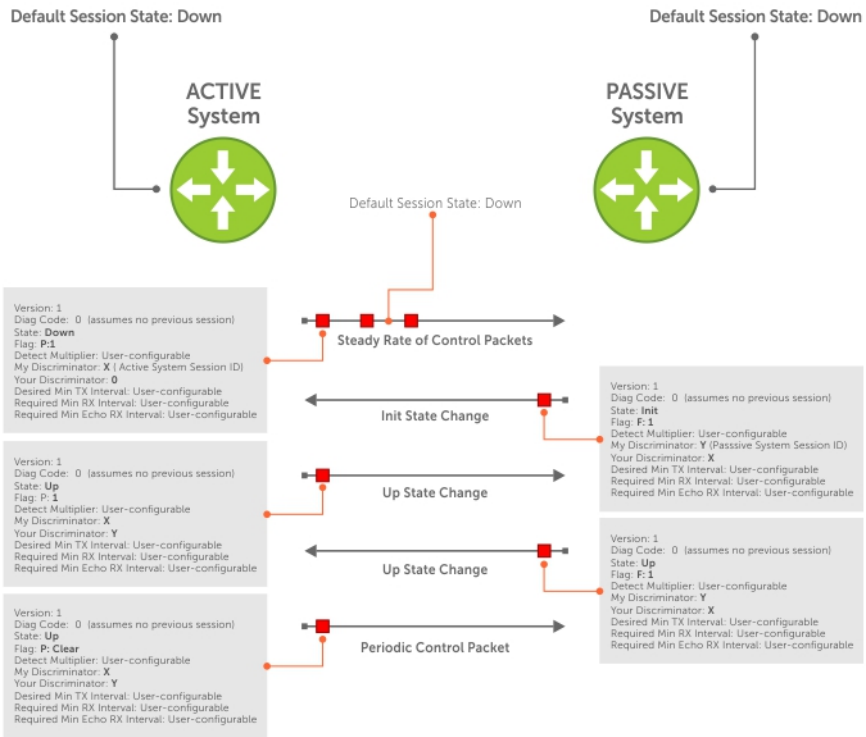 Default Session State: Down
Default Session State: Down
ACTIVE
System
PASSIVE
System
Default Session State: Down
Version: 1
Diag Code: 0 (assumes no previous session)
State: Down
Flag: P:1
Detect Multiplier: User-configurable
My Discriminator: X ( Active System Session ID)
Your Discriminator: 0
Desired Min TX Interval: User-configurable
Required Min RX Interval: User-configurable
Required Min Echo RX Interval: User-configurable
Steady Rate of Control Packets
Init State Change
Version: 1
Diag Code: 0 (assumes no previous session)
State: Init
Flag: F: 1
Detect Multiplier: User-configurable
My Discriminator: Y (Passsive System Session ID)
Your Discriminator: X
Desired Min TX Interval: User-configurable
Required Min RX Interval: User-configurable
Required Min Echo RX Interval: User-configurable
Version: 1
Diag Code: 0 (assumes no previous session)
State: Up
Flag: P: 1
Detect Multiplier: User-configurable
My Discriminator: X
Your Discriminator: Y
Desired Min TX Interval: User-configurable
Required Min RX Interval: User-configurable
Required Min Echo RX Interval: User-configurable
Up State Change
Up State Change
Version: 1
Diag Code: 0 (assumes no previous session)
State: Up
Flag: F: 1
Detect Multiplier: User-configurable
My Discriminator: Y
Your Discriminator: X
Desired Min TX Interval: User-configurable
Required Min RX Interval: User-configurable
Required Min Echo RX Interval: User-configurable
Version: 1
Diag Code: 0 (assumes no previous session)
State: Up
Flag: P: Clear
Detect Multiplier: User-configurable
My Discriminator: X
Your Discriminator: Y
Desired Min TX Interval: User-configurable
Required Min RX Interval: User-configurable
Required Min Echo RX Interval: User-configurable
Periodic Control Packet